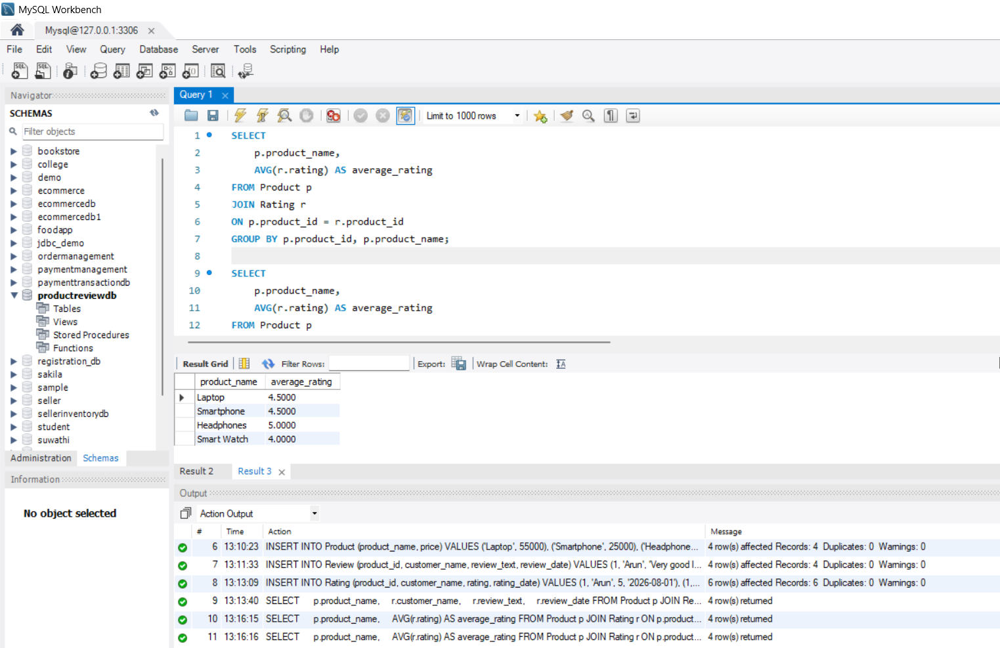 MySQL Workbench
Mysql@127.0.0.1:3306
File Edit View Query Database Server Tools Scripting Help
Navigator
SCHEMAS
Filter objects
bookstore
college
demo
ecommerce
ecommercedb
ecommercedb1
foodapp
jdbc_demo
ordermanagement
paymentmanagement
paymenttransactiondb
productreviewdb
Tables
Views
Stored Procedures
Functions
registration_db
sakila
sample
seller
sellerinventorydb
student
suwathi
Administration Schemas
Information
No object selected
Query 1
Limit to 1000 rows
1 SELECT
2 p.product_name,
3 AVG(r.rating) AS average_rating
4 FROM Product p
5 JOIN Rating r
6 ON p.product_id = r.product_id
7 GROUP BY p.product_id, p.product_name;
8
9 SELECT
10 p.product_name,
11 AVG(r.rating) AS average_rating
12 FROM Product p
Result Grid Filter Rows: Export: Wrap Cell Content:
product_name average_rating
Laptop 4.5000
Smartphone 4.5000
Headphones 5.0000
Smart Watch 4.0000
Result 2 Result 3
Output
Action Output
# Time Action Message
6 13:10:23 INSERT INTO Product (product_name, price) VALUES ('Laptop', 55000), ('Smartphone', 25000), ('Headphone... 4 row(s) affected Records: 4 Duplicates: 0 Warnings: 0
7 13:11:33 INSERT INTO Review (product_id, customer_name, review_text, review_date) VALUES (1, 'Arun', 'Very good l... 4 row(s) affected Records: 4 Duplicates: 0 Warnings: 0
8 13:13:09 INSERT INTO Rating (product_id, customer_name, rating, rating_date) VALUES (1, 'Arun', 5, '2026-08-01'), (1,... 6 row(s) affected Records: 6 Duplicates: 0 Warnings: 0
9 13:13:40 SELECT p.product_name, r.customer_name, r.review_text, r.review_date FROM Product p JOIN Re... 4 row(s) returned
10 13:16:15 SELECT p.product_name, AVG(r.rating) AS average_rating FROM Product p JOIN Rating r ON p.product... 4 row(s) returned
11 13:16:16 SELECT p.product_name, AVG(r.rating) AS average_rating FROM Product p JOIN Rating r ON p.product... 4 row(s) returned